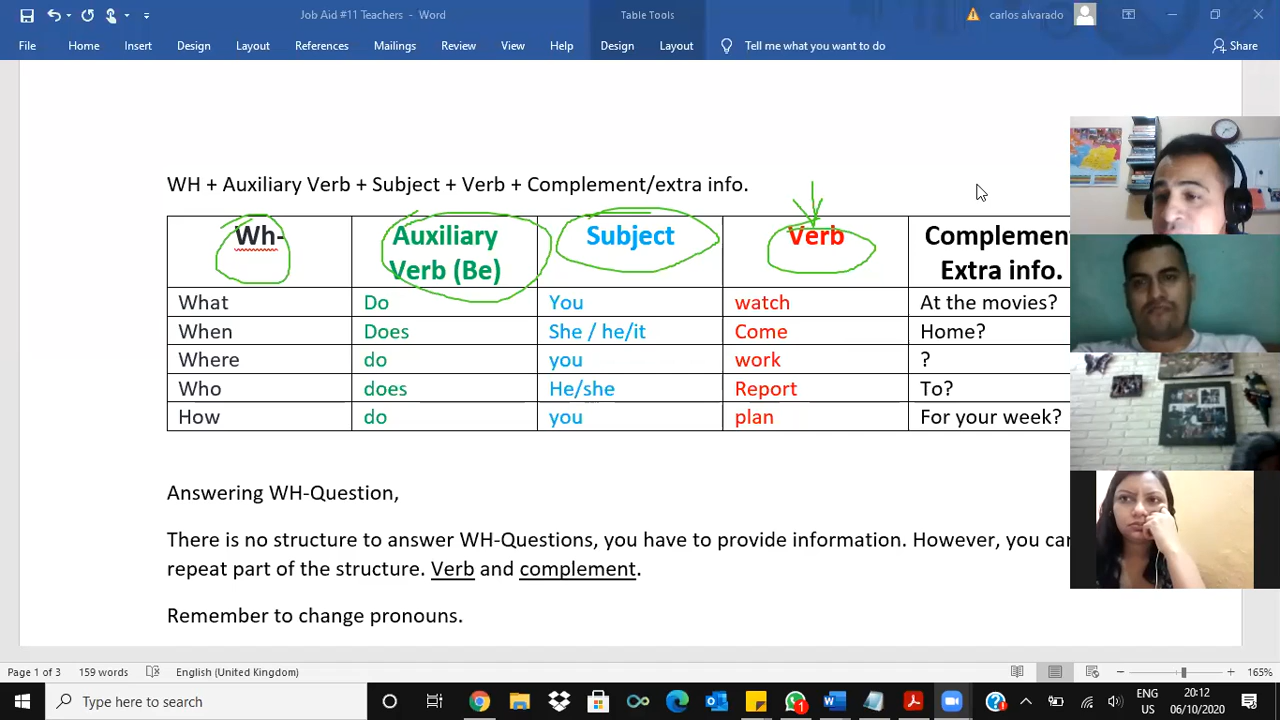 Job Aid #11 Teachers - Word
Table Tools
carlos alvarado
File Home Insert Design Layout References Mailings Review View Help Design Layout Tell me what you want to do Share
WH + Auxiliary Verb + Subject + Verb + Complement/extra info.
Wh- Auxiliary Verb (Be) Subject Verb Complemen Extra info.
What Do You watch At the movies?
When Does She / he/it Come Home?
Where do you work ?
Who does He/she Report To?
How do you plan For your week?
Answering WH-Question,
There is no structure to answer WH-Questions, you have to provide information. However, you can
repeat part of the structure. Verb and complement.
Remember to change pronouns.
Page 1 of 3 159 words English (United Kingdom) 165%
Type here to search
1
ENG
US
20:12
06/10/2020